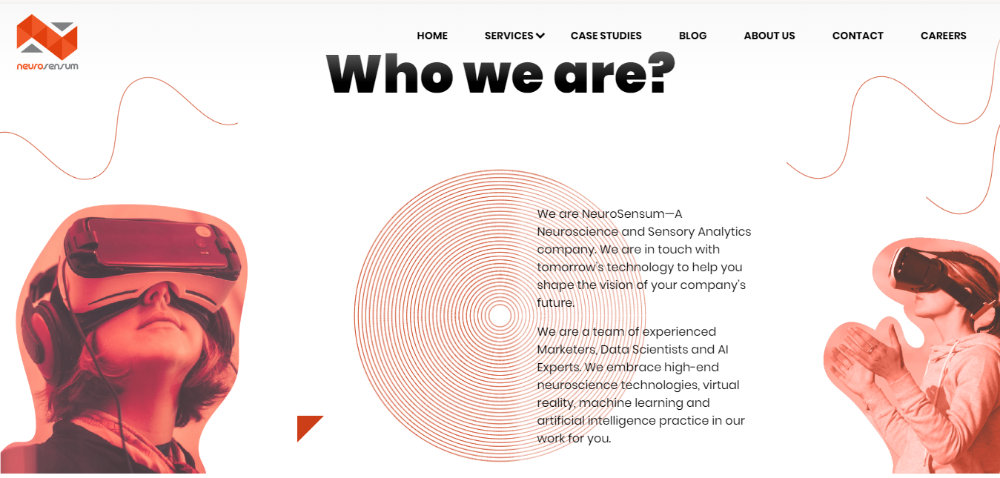 neurosensum
HOME SERVICES CASE STUDIES BLOG ABOUT US CONTACT CAREERS
Who we are?
We are NeuroSensum—A
Neuroscience and Sensory Analytics
company. We are in touch with
tomorrow's technology to help you
shape the vision of your company's
future.
We are a team of experienced
Marketers, Data Scientists and AI
Experts. We embrace high-end
neuroscience technologies, virtual
reality, machine learning and
artificial intelligence practice in our
work for you.